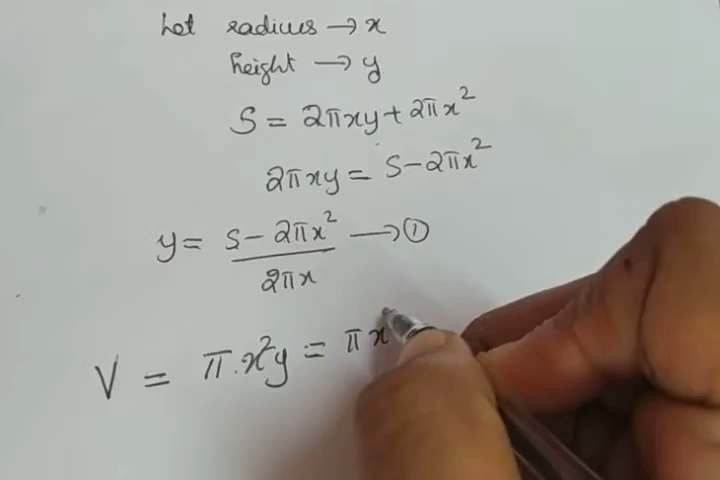 Let radius → x
height → y
S = 2πxy + 2πx²
2πxy = S − 2πx²
y = S − 2πx² / 2πx → ①
V = π.x²y = πx